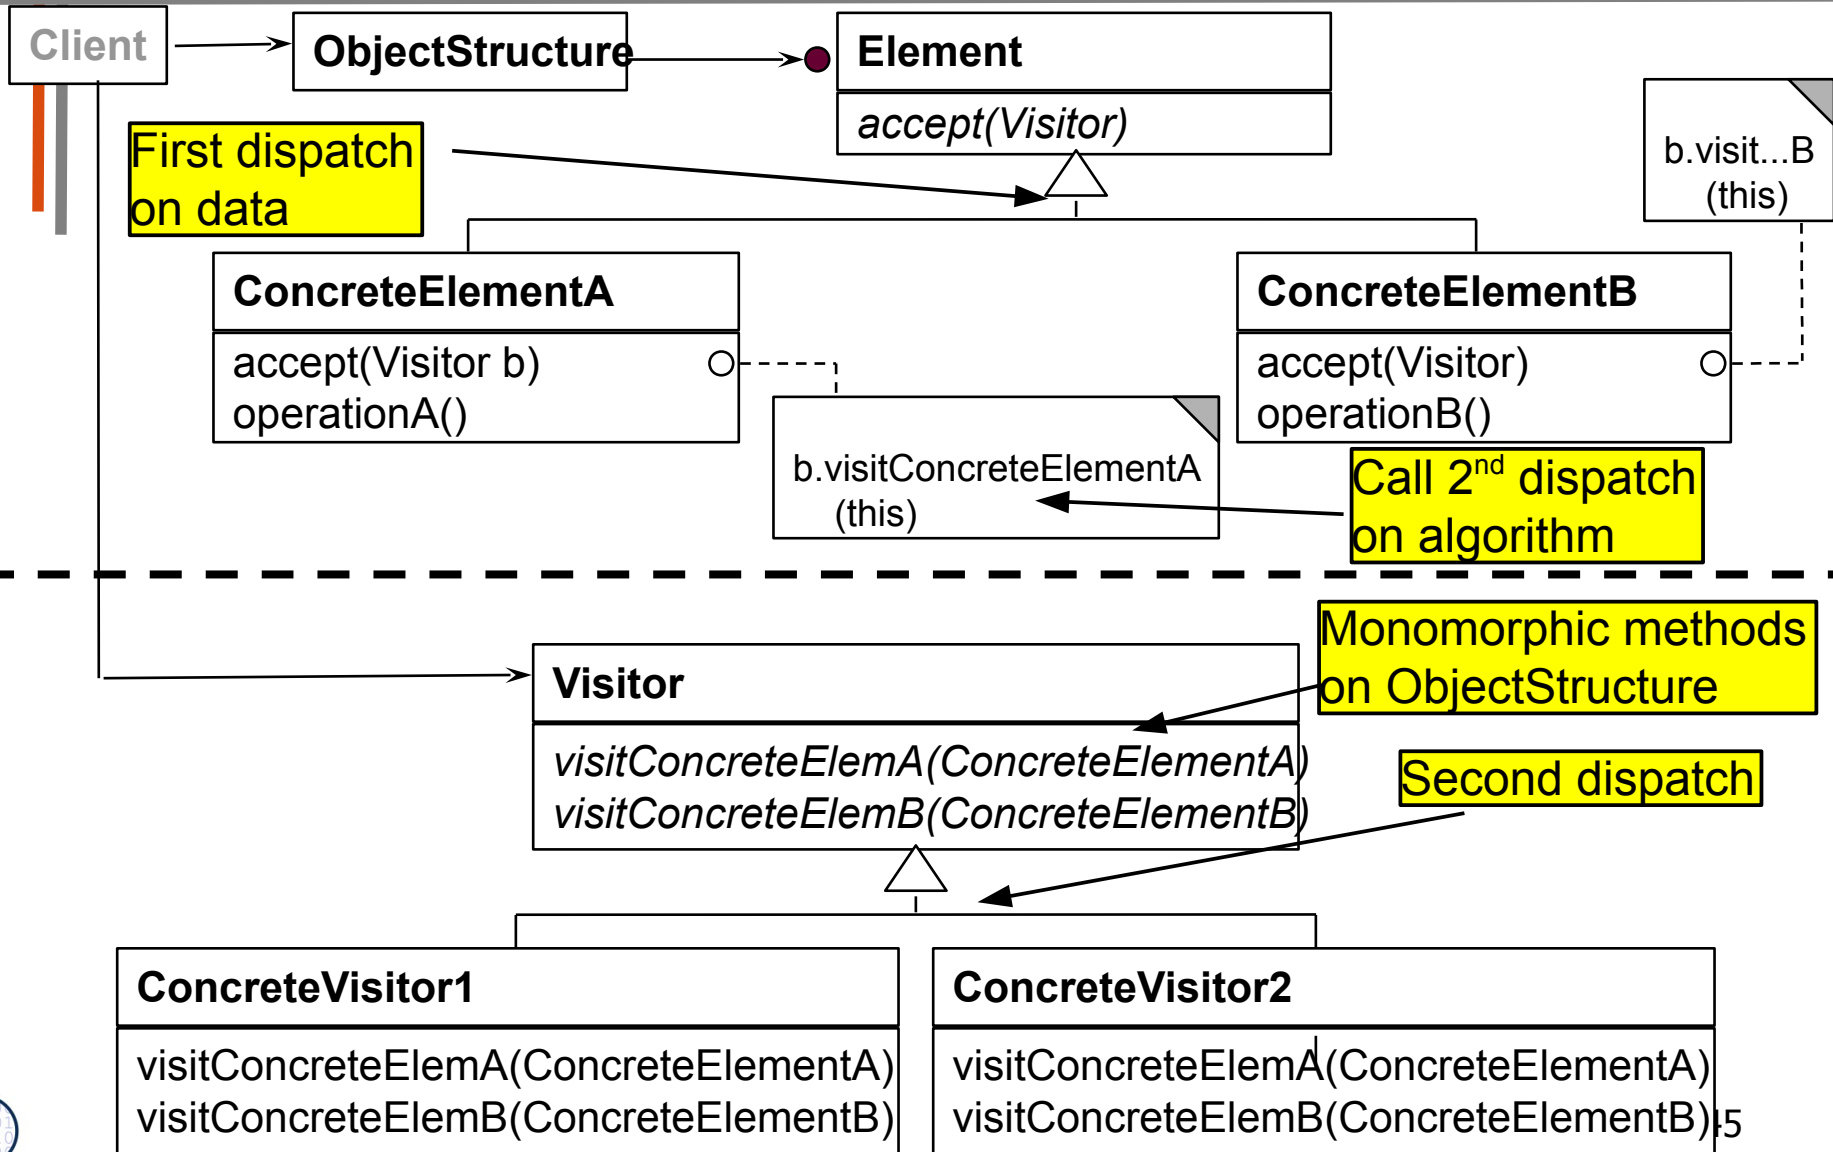 Client
ObjectStructure
Element
accept(Visitor)
First dispatch
on data
b.visit...B
(this)
ConcreteElementA
accept(Visitor b)
operationA()
ConcreteElementB
accept(Visitor)
operationB()
b.visitConcreteElementA
(this)
Call 2nd dispatch
on algorithm
Monomorphic methods
on ObjectStructure
Visitor
visitConcreteElemA(ConcreteElementA)
visitConcreteElemB(ConcreteElementB)
Second dispatch
ConcreteVisitor1
visitConcreteElemA(ConcreteElementA)
visitConcreteElemB(ConcreteElementB)
ConcreteVisitor2
visitConcreteElemA(ConcreteElementA)
visitConcreteElemB(ConcreteElementB)